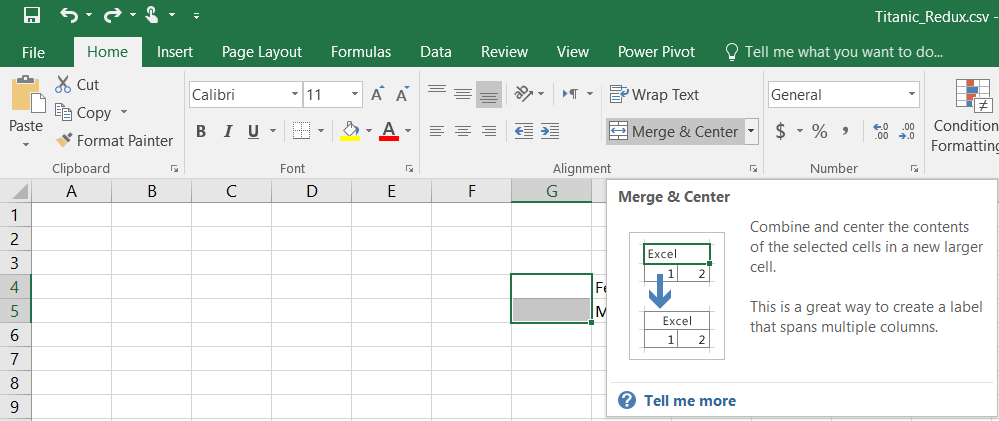 Titanic_Redux.csv -
File Home Insert Page Layout Formulas Data Review View Power Pivot Tell me what you want to do...
Paste
Cut
Copy
Format Painter
Clipboard
Calibri 11 A A
B I U A
Font
Wrap Text
Merge & Center
Alignment
General
$ % , .0 .00 .00 .0
Number
Condition
Formatting
A B C D E F G
1
2
3
4 Fe
5 M
6
7
8
9
Merge & Center
Excel
1 2
Excel
1 2
Combine and center the contents
of the selected cells in a new larger
cell.
This is a great way to create a label
that spans multiple columns.
? Tell me more